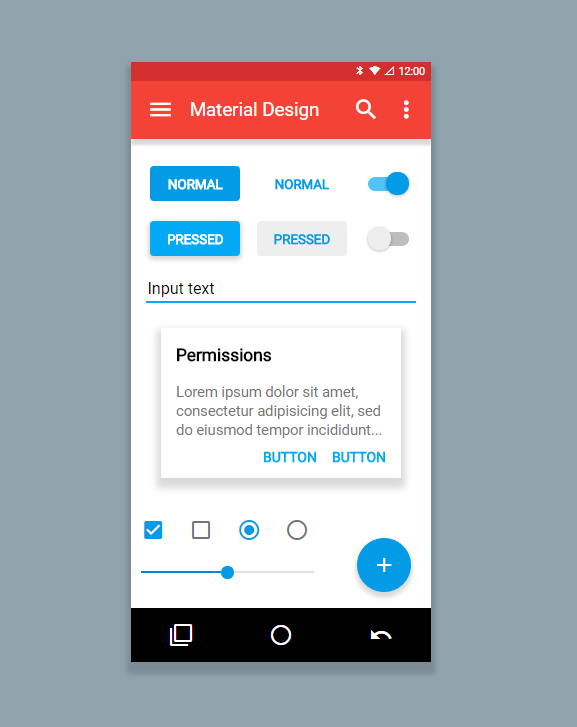 12:00
Material Design
NORMAL NORMAL
PRESSED PRESSED
Input text
Permissions
Lorem ipsum dolor sit amet,
consectetur adipisicing elit, sed
do eiusmod tempor incididunt...
BUTTON BUTTON